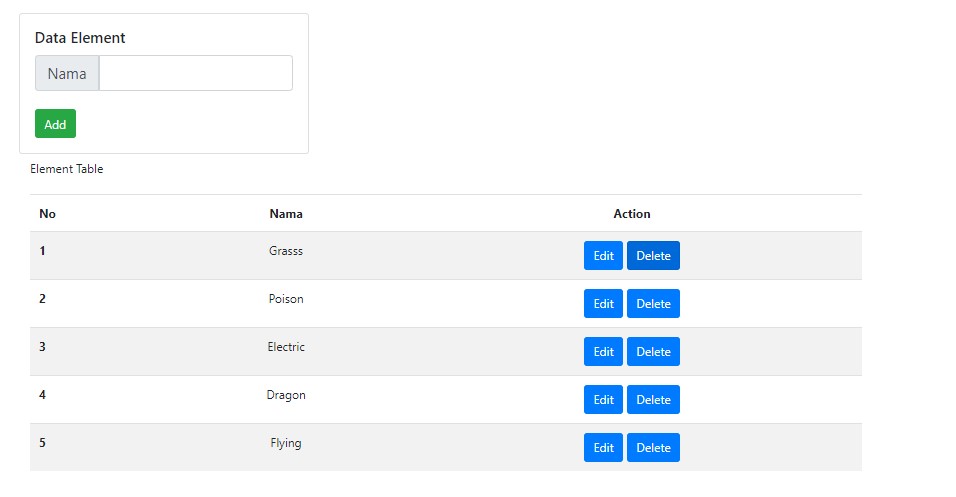 Data Element
Nama
Add
Element Table
No Nama Action
1 Grasss Edit Delete
2 Poison Edit Delete
3 Electric Edit Delete
4 Dragon Edit Delete
5 Flying Edit Delete